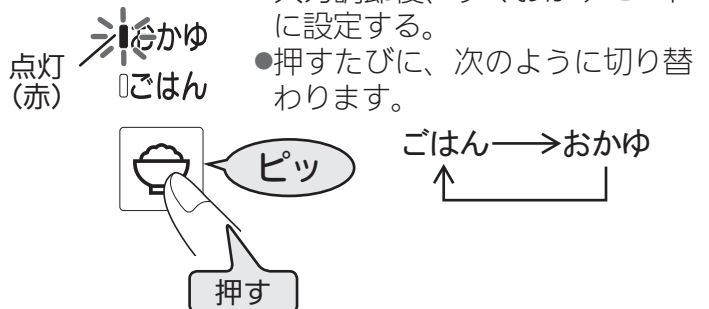 に設定する。
●押すたびに、次のように切り替
わります。
おかゆ
ごはん
点灯
(赤)
ごはん→おかゆ
ピッ
押す